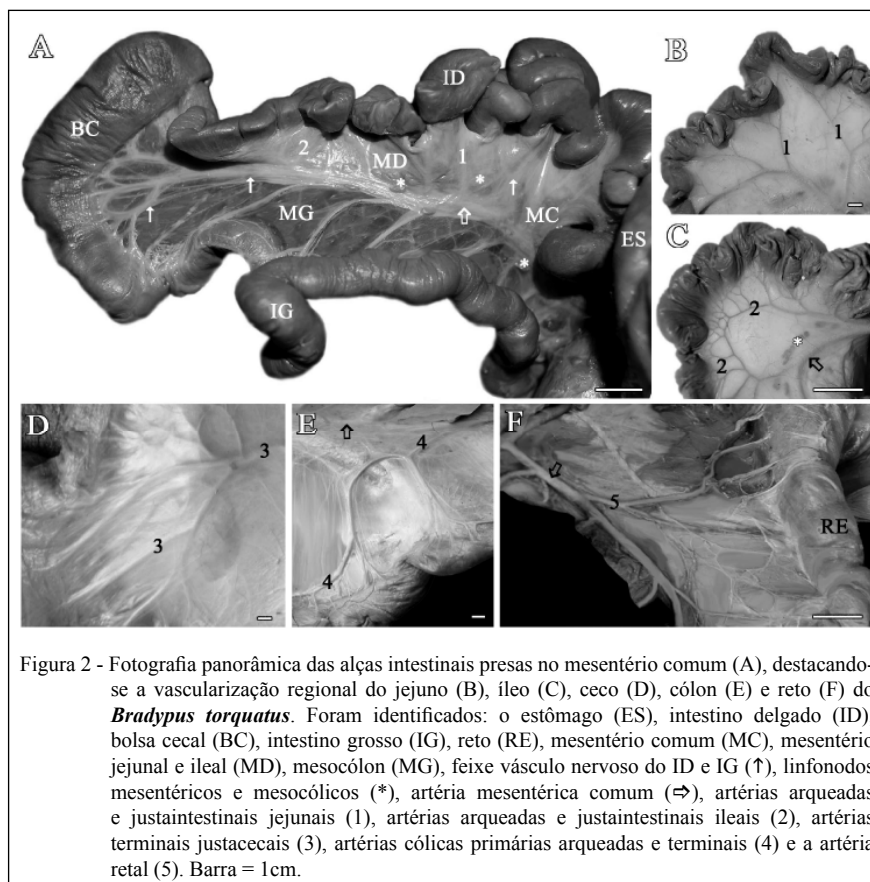 A
ID
BC
2 MD 1
* * ↑
↑ ↑
MG ⇧ MC
*
ES
IG
B
1
1
C
2
*
2
D
3
3
E
4
4
F
5
RE
Figura 2 - Fotografia panorâmica das alças intestinais presas no mesentério comum (A), destacando-
se a vascularização regional do jejuno (B), íleo (C), ceco (D), cólon (E) e reto (F) do
Bradypus torquatus. Foram identificados: o estômago (ES), intestino delgado (ID)
bolsa cecal (BC), intestino grosso (IG), reto (RE), mesentério comum (MC), mesentério
jejunal e ileal (MD), mesocólon (MG), feixe vásculo nervoso do ID e IG (↑), linfonodos
mesentéricos e mesocólicos (*), artéria mesentérica comum (⇨), artérias arqueadas
e justaintestinais jejunais (1), artérias arqueadas e justaintestinais ileais (2), artérias
terminais justacecais (3), artérias cólicas primárias arqueadas e terminais (4) e a artéria
retal (5). Barra = 1cm.